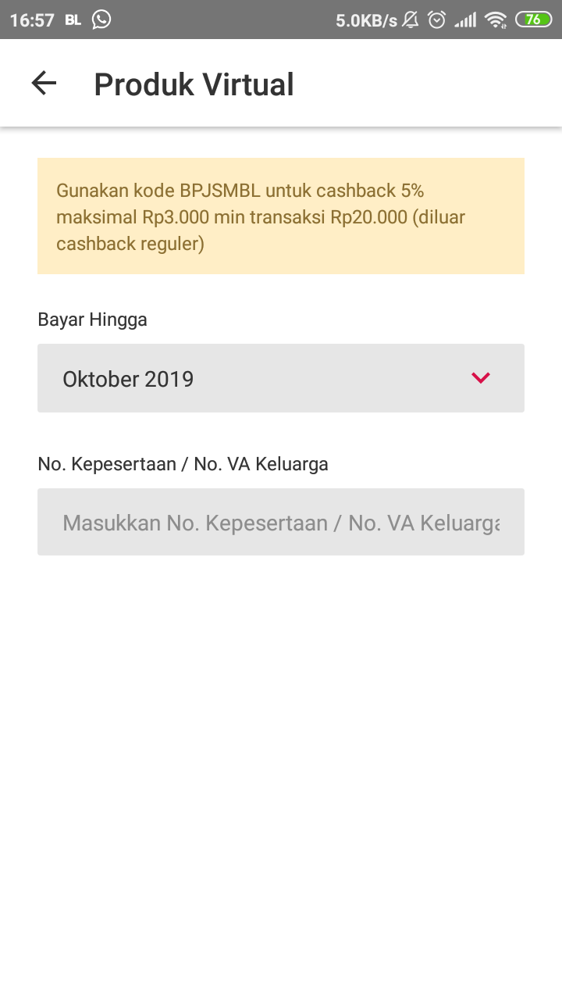 16:57 BL 5.0KB/s 76
Produk Virtual
Gunakan kode BPJSMBL untuk cashback 5%
maksimal Rp3.000 min transaksi Rp20.000 (diluar
cashback reguler)
Bayar Hingga
Oktober 2019
No. Kepesertaan / No. VA Keluarga
Masukkan No. Kepesertaan / No. VA Keluarga